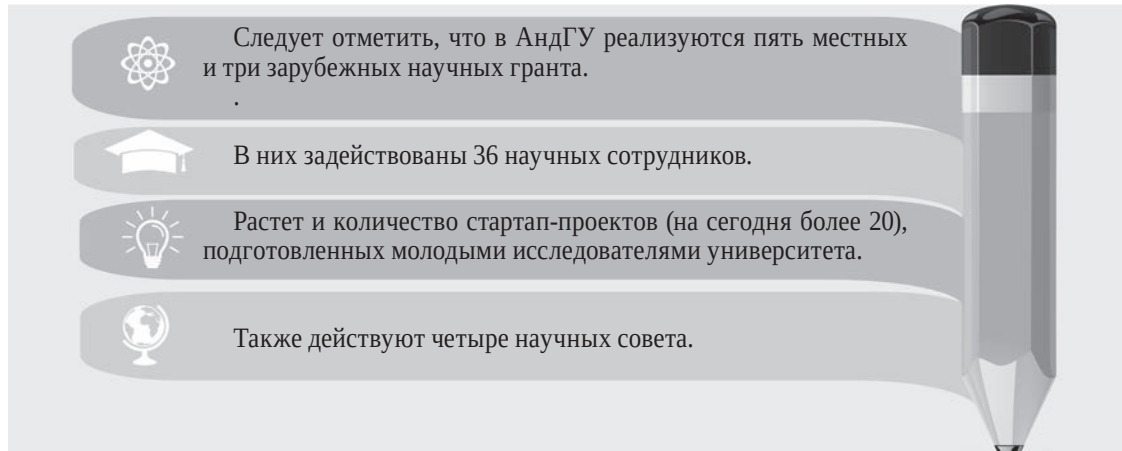 Следует отметить, что в АндГУ реализуются пять местных
и три зарубежных научных гранта.
.
В них задействованы 36 научных сотрудников.
Растет и количество стартап-проектов (на сегодня более 20),
подготовленных молодыми исследователями университета.
Также действуют четыре научных совета.